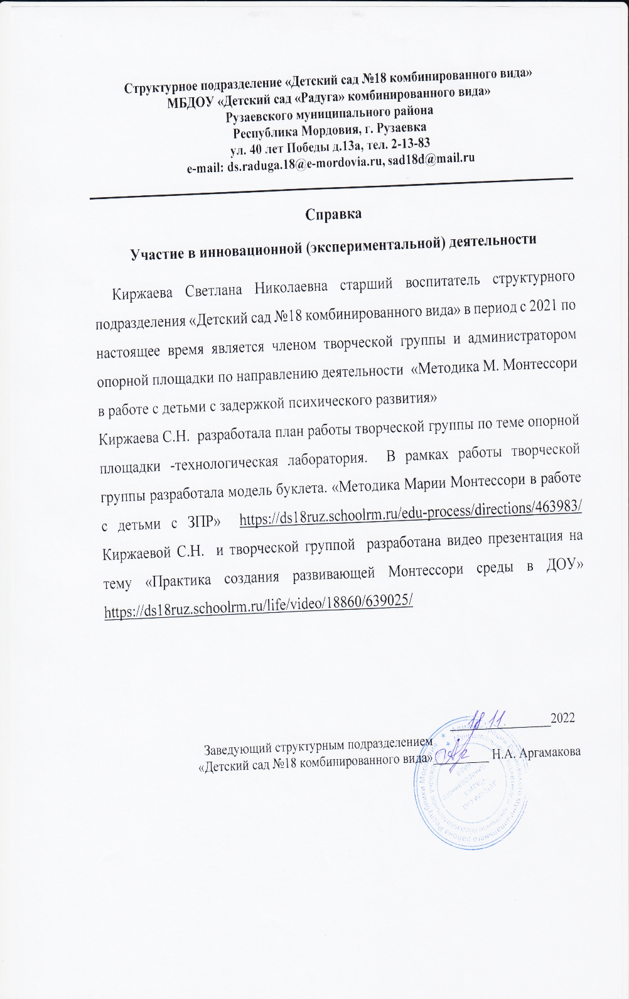 Структурное подразделение «Детский сад №18 комбинированного вида»
МБДОУ «Детский сад «Радуга» комбинированного вида»
Рузаевского муниципального района
Республика Мордовия, г. Рузаевка
ул. 40 лет Победы д.13а, тел. 2-13-83
e-mail: ds.raduga.18@e-mordovia.ru, sad18d@mail.ru
Справка
Участие в инновационной (экспериментальной) деятельности
Киржаева Светлана Николаевна старший воспитатель структурного
подразделения «Детский сад №18 комбинированного вида» в период с 2021 по
настоящее время является членом творческой группы и администратором
опорной площадки по направлению деятельности «Методика М. Монтессори
в работе с детьми с задержкой психического развития»
Киржаева С.Н. разработала план работы творческой группы по теме опорной
площадки -технологическая лаборатория. В рамках работы творческой
группы разработала модель буклета. «Методика Марии Монтессори в работе
с детьми с ЗПР» https://ds18ruz.schoolrm.ru/edu-process/directions/463983/
Киржаевой С.Н. и творческой группой разработана видео презентация на
тему «Практика создания развивающей Монтессори среды в ДОУ»
https://ds18ruz.schoolrm.ru/life/video/18860/639025/
18.11. 2022
Заведующий структурным подразделением
«Детский сад №18 комбинированного вида» Н.А. Аргамакова